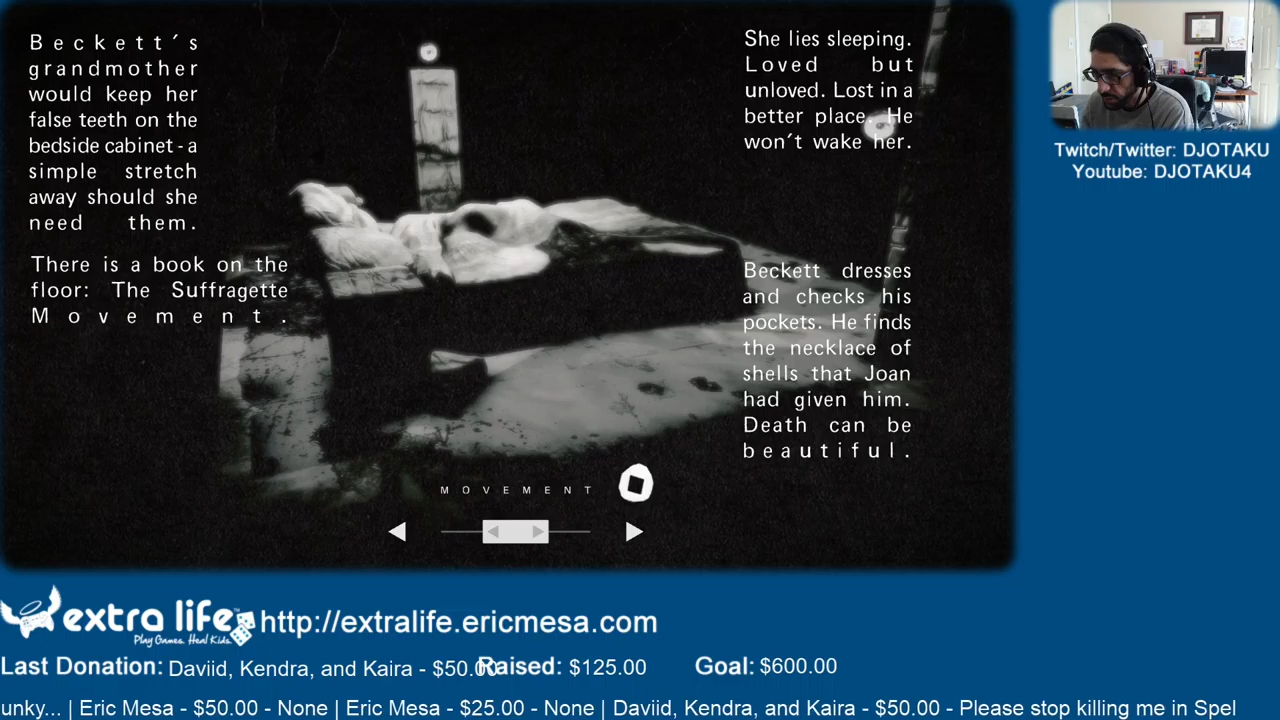 Beckett's
grandmother
would keep her
false teeth on the
bedside cabinet - a
simple stretch
away should she
need them.
There is a book on the
floor: The Suffragette
Movement.
She lies sleeping.
Loved but
unloved. Lost in a
better place. He
won't wake her.
Beckett dresses
and checks his
pockets. He finds
the necklace of
shells that Joan
had given him.
Death can be
beautiful.
MOVEMENT
Twitch/Twitter: DJOTAKU
Youtube: DJOTAKU4
extra life
Play Games. Heal Kids.
http://extralife.ericmesa.com
Last Donation: Daviid, Kendra, and Kaira - $50.00
Raised: $125.00
Goal: $600.00
unky... | Eric Mesa - $50.00 - None | Eric Mesa - $25.00 - None | Daviid, Kendra, and Kaira - $50.00 - Please stop killing me in Spel